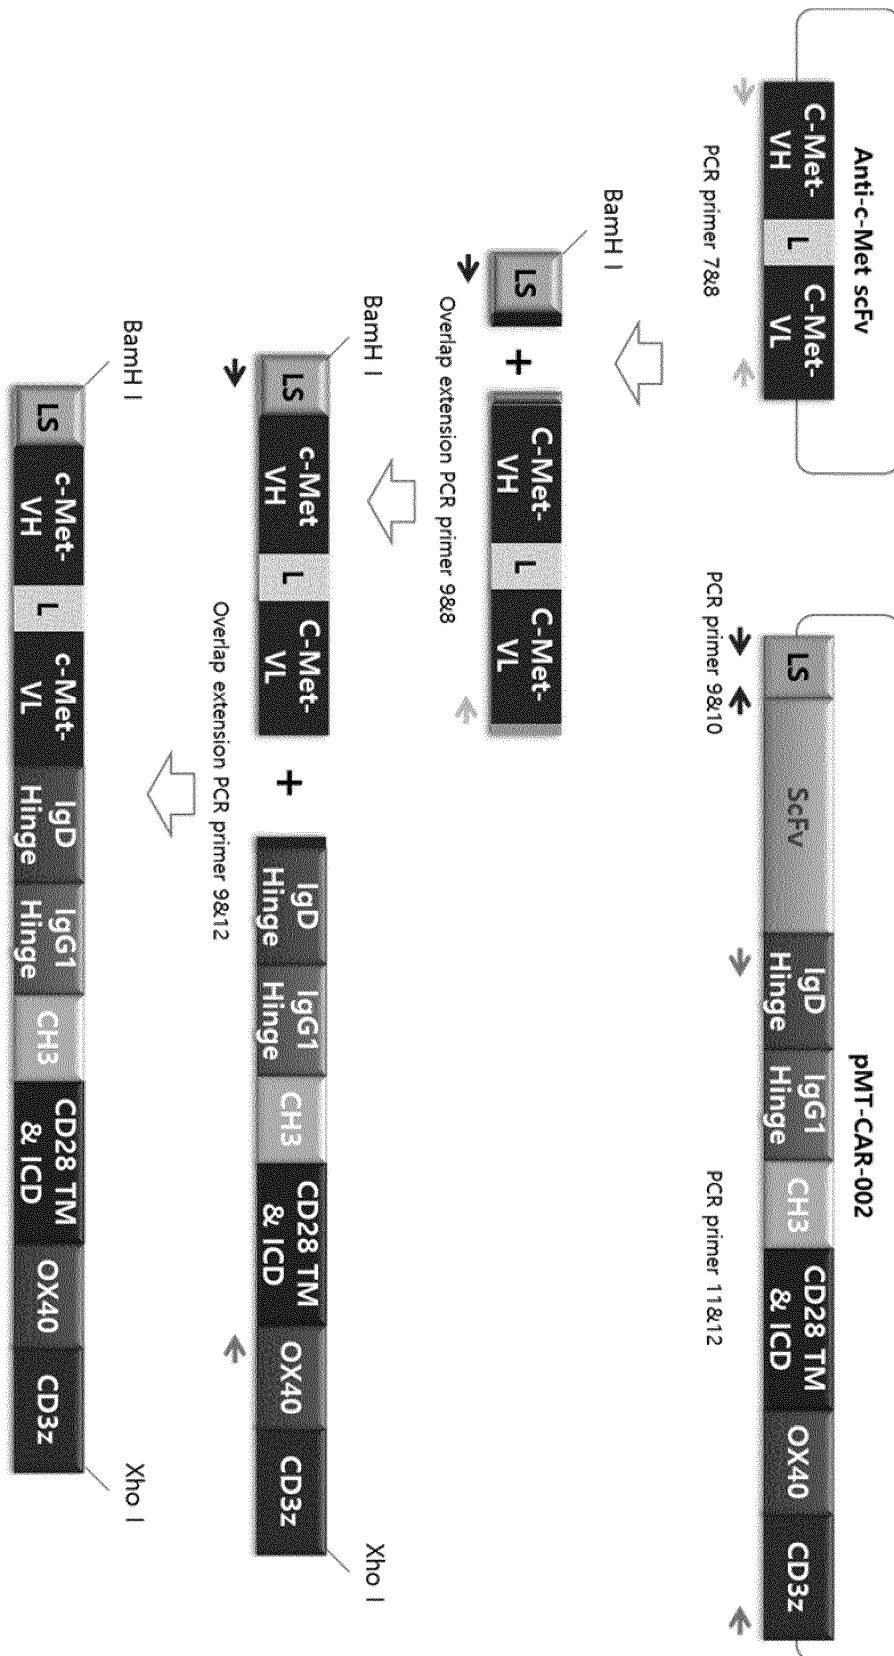 Anti-c-Met scFv
C-Met-
VH
L
C-Met-
VL
PCR primer 7&8
pMT-CAR-002
LS
ScFv
IgD
Hinge
IgG1
Hinge
CH3
CD28 TM
& ICD
OX40
CD3z
PCR primer 9&10
PCR primer 11&12
BamH I
LS
+
C-Met-
VH
L
C-Met-
VL
Overlap extension PCR primer 9&8
BamH I
LS
c-Met
VH
L
C-Met-
VL
+
IgD
Hinge
IgG1
Hinge
CH3
CD28 TM
& ICD
OX40
CD3z
Xho I
Overlap extension PCR primer 9&12
BamH I
LS
c-Met-
VH
L
c-Met-
VL
IgD
Hinge
IgG1
Hinge
CH3
CD28 TM
& ICD
OX40
CD3z
Xho I